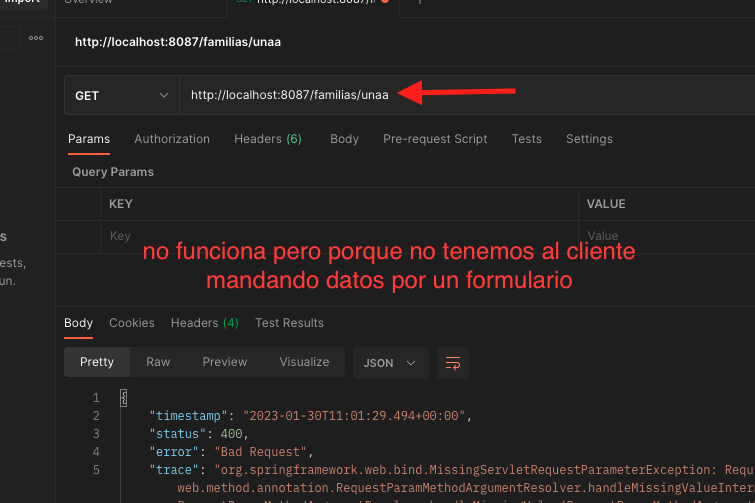 Import
Overview
GET http://localhost:8087/f
http://localhost:8087/familias/unaa
GET
http://localhost:8087/familias/unaa
Params Authorization Headers (6) Body Pre-request Script Tests Settings
Query Params
KEY VALUE
Key Value
s
ests,
un.
no funciona pero porque no tenemos al cliente
mandando datos por un formulario
Body Cookies Headers (4) Test Results
Pretty Raw Preview Visualize JSON
1 {
2 "timestamp": "2023-01-30T11:01:29.494+00:00",
3 "status": 400,
4 "error": "Bad Request",
5 "trace": "org.springframework.web.bind.MissingServletRequestParameterException: Requ
web.method.annotation.RequestParamMethodArgumentResolver.handleMissingValueInter